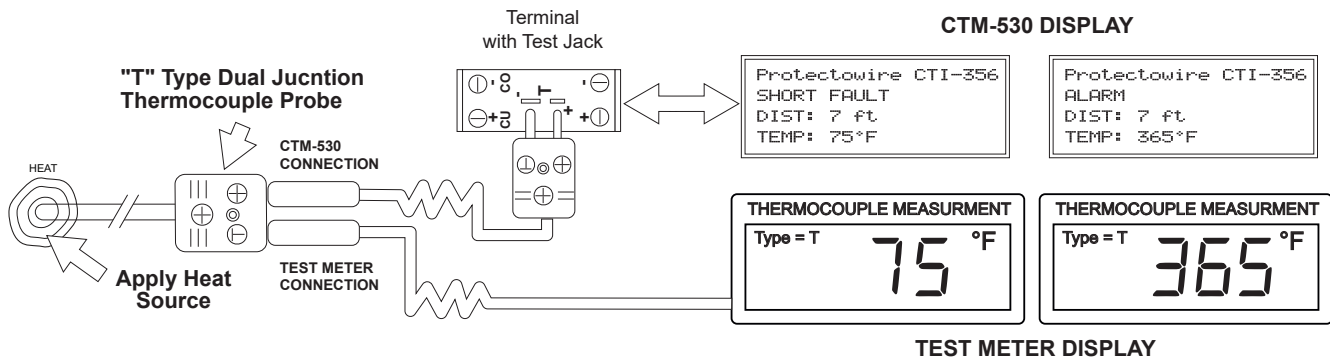 Terminal
with Test Jack
CTM-530 DISPLAY
"T" Type Dual Jucntion
Thermocouple Probe
- CO
- T
-
+ CU
+
+
Protectowire CTI-356
SHORT FAULT
DIST: 7 ft
TEMP: 75°F
Protectowire CTI-356
ALARM
DIST: 7 ft
TEMP: 365°F
CTM-530
CONNECTION
HEAT
THERMOCOUPLE MEASURMENT
Type = T
75 °F
THERMOCOUPLE MEASURMENT
Type = T
365 °F
Apply Heat
Source
TEST METER
CONNECTION
TEST METER DISPLAY